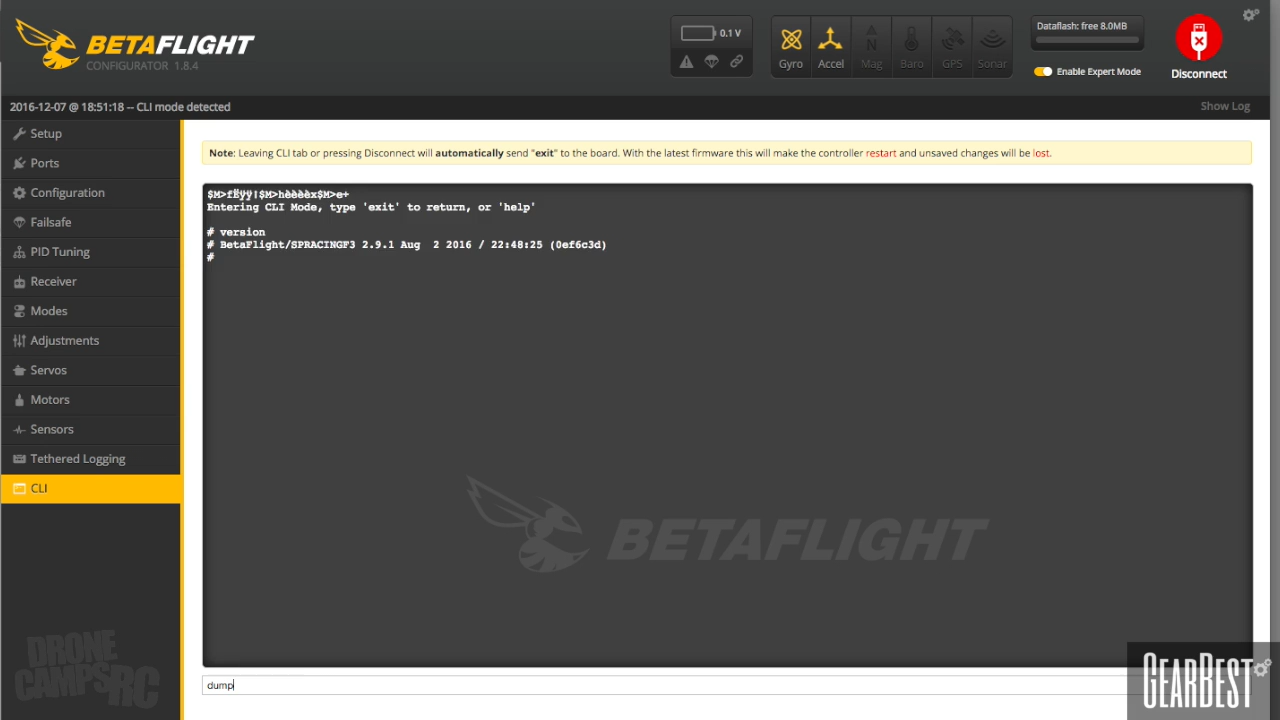 BETAFLIGHT
CONFIGURATOR 1.8.4
0.1 V
Gyro
Accel
Mag
Baro
GPS
Sonar
Dataflash: free 8.0MB
Enable Expert Mode
Disconnect
2016-12-07 @ 18:51:18 -- CLI mode detected
Show Log
Setup
Ports
Configuration
Failsafe
PID Tuning
Receiver
Modes
Adjustments
Servos
Motors
Sensors
Tethered Logging
CLI
Note: Leaving CLI tab or pressing Disconnect will automatically send "exit" to the board. With the latest firmware this will make the controller restart and unsaved changes will be lost.
Entering CLI Mode, type 'exit' to return, or 'help'
# version
# BetaFlight/SPRACINGF3 2.9.1 Aug  2 2016 / 22:48:25 (0ef6c3d)
#
BETAFLIGHT
dump
DRONE
CAMPS RC
GEARBEST